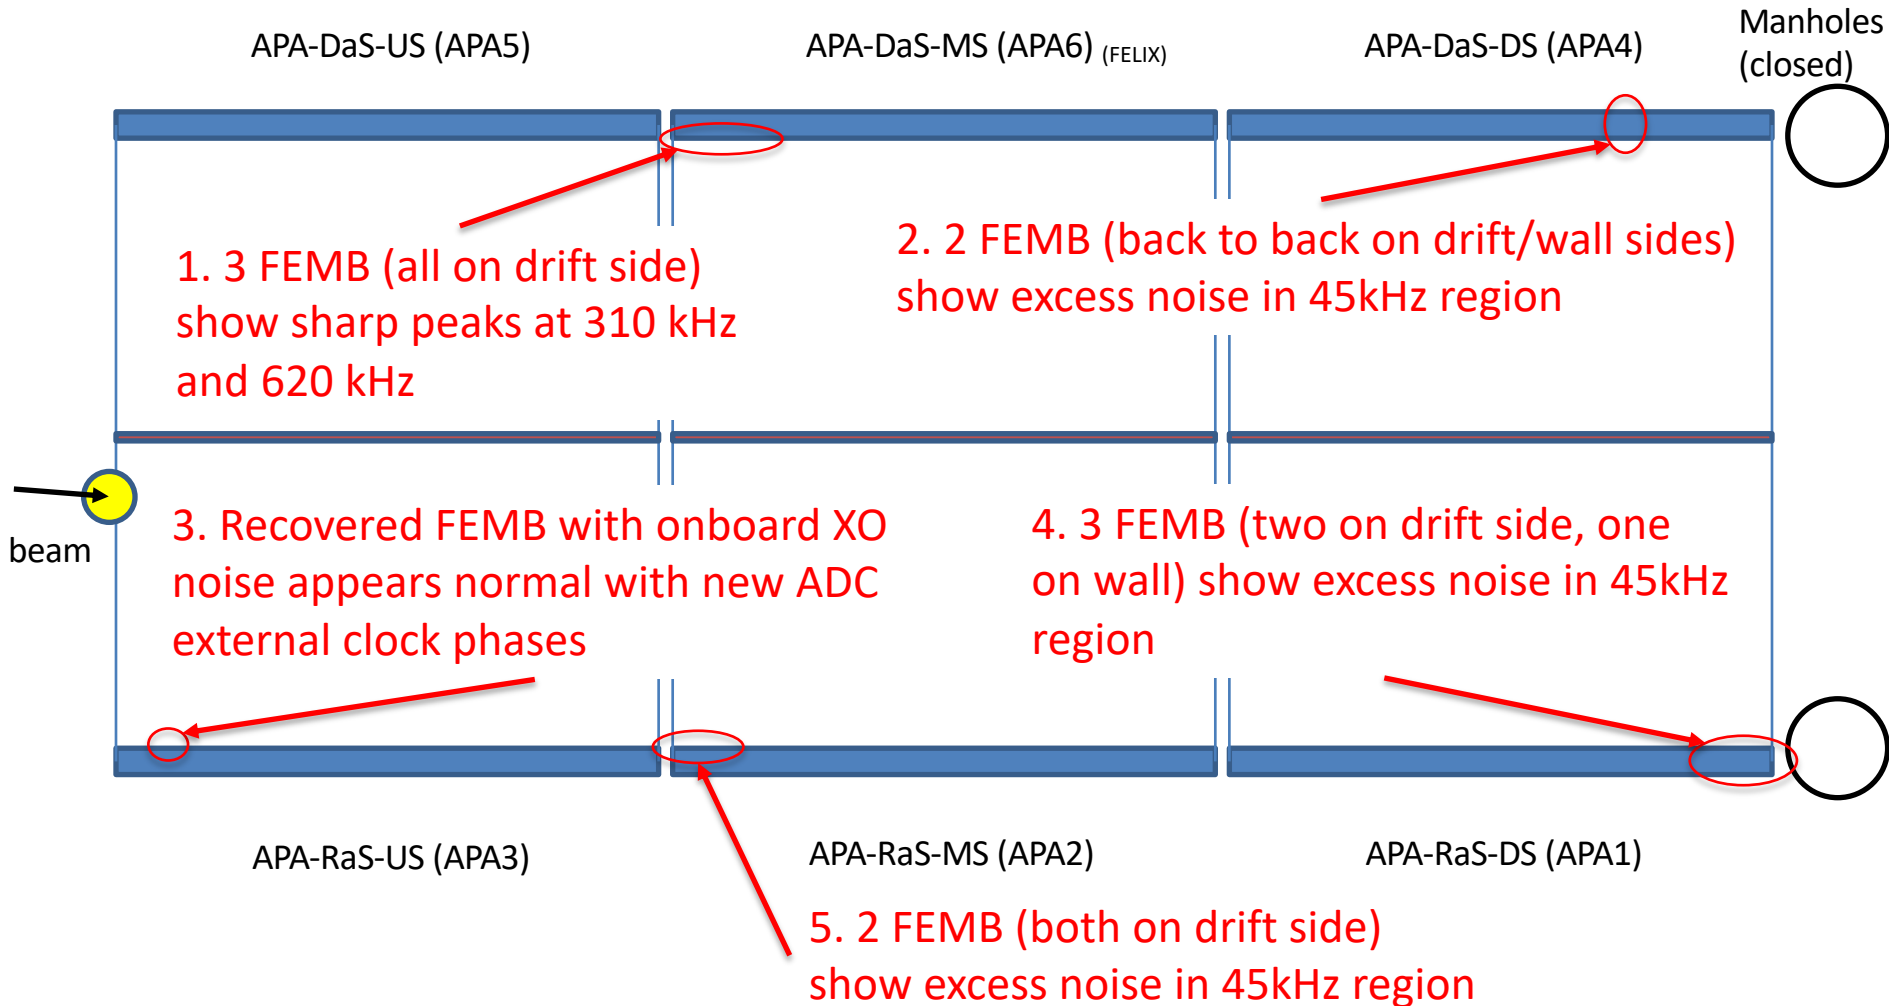 APA-DaS-US (APA5)
APA-DaS-MS (APA6) (FELIX)
APA-DaS-DS (APA4)
Manholes
(closed)
1. 3 FEMB (all on drift side)
show sharp peaks at 310 kHz
and 620 kHz
2. 2 FEMB (back to back on drift/wall sides)
show excess noise in 45kHz region
beam
3. Recovered FEMB with onboard XO
noise appears normal with new ADC
external clock phases
4. 3 FEMB (two on drift side, one
on wall) show excess noise in 45kHz
region
APA-RaS-US (APA3)
APA-RaS-MS (APA2)
APA-RaS-DS (APA1)
5. 2 FEMB (both on drift side)
show excess noise in 45kHz region